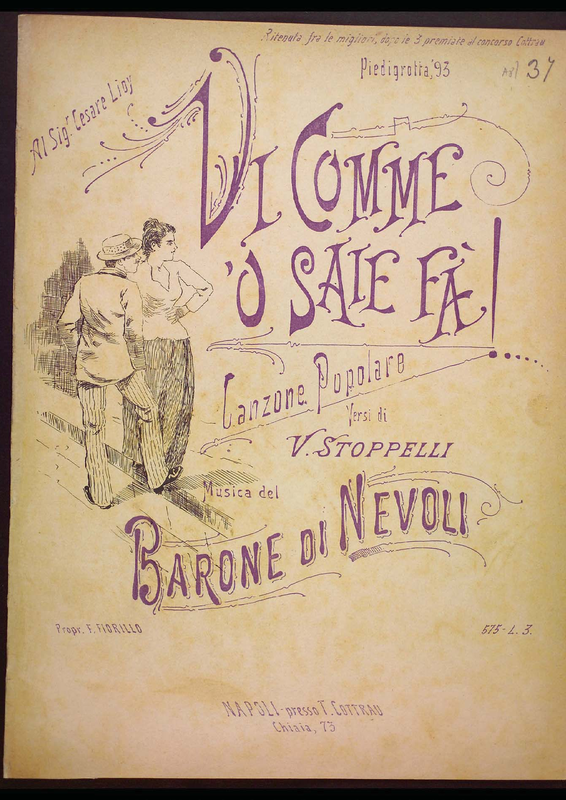 Ritenuta fra le migliori, dopo le 3 premiate al concorso Cottrau
Piedigrotta, '93
37
Al Sigr Cesare Lioy
VI COMME
'O SAIE FÀ!
Canzone Popolare
Versi di
V. STOPPELLI
Musica del
BARONE DI NEVOLI
Propr. F. FIORILLO
575 - L. 3.
NAPOLI - presso T. COTTRAU
Chiaia, 75